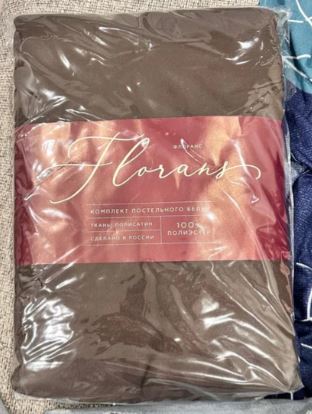 ФЛОРАНС
Florans
КОМПЛЕКТ ПОСТЕЛЬНОГО БЕЛЬЯ
ТКАНЬ: ПОЛИСАТИН
СДЕЛАНО В РОССИИ
100%
ПОЛИЭСТЕР